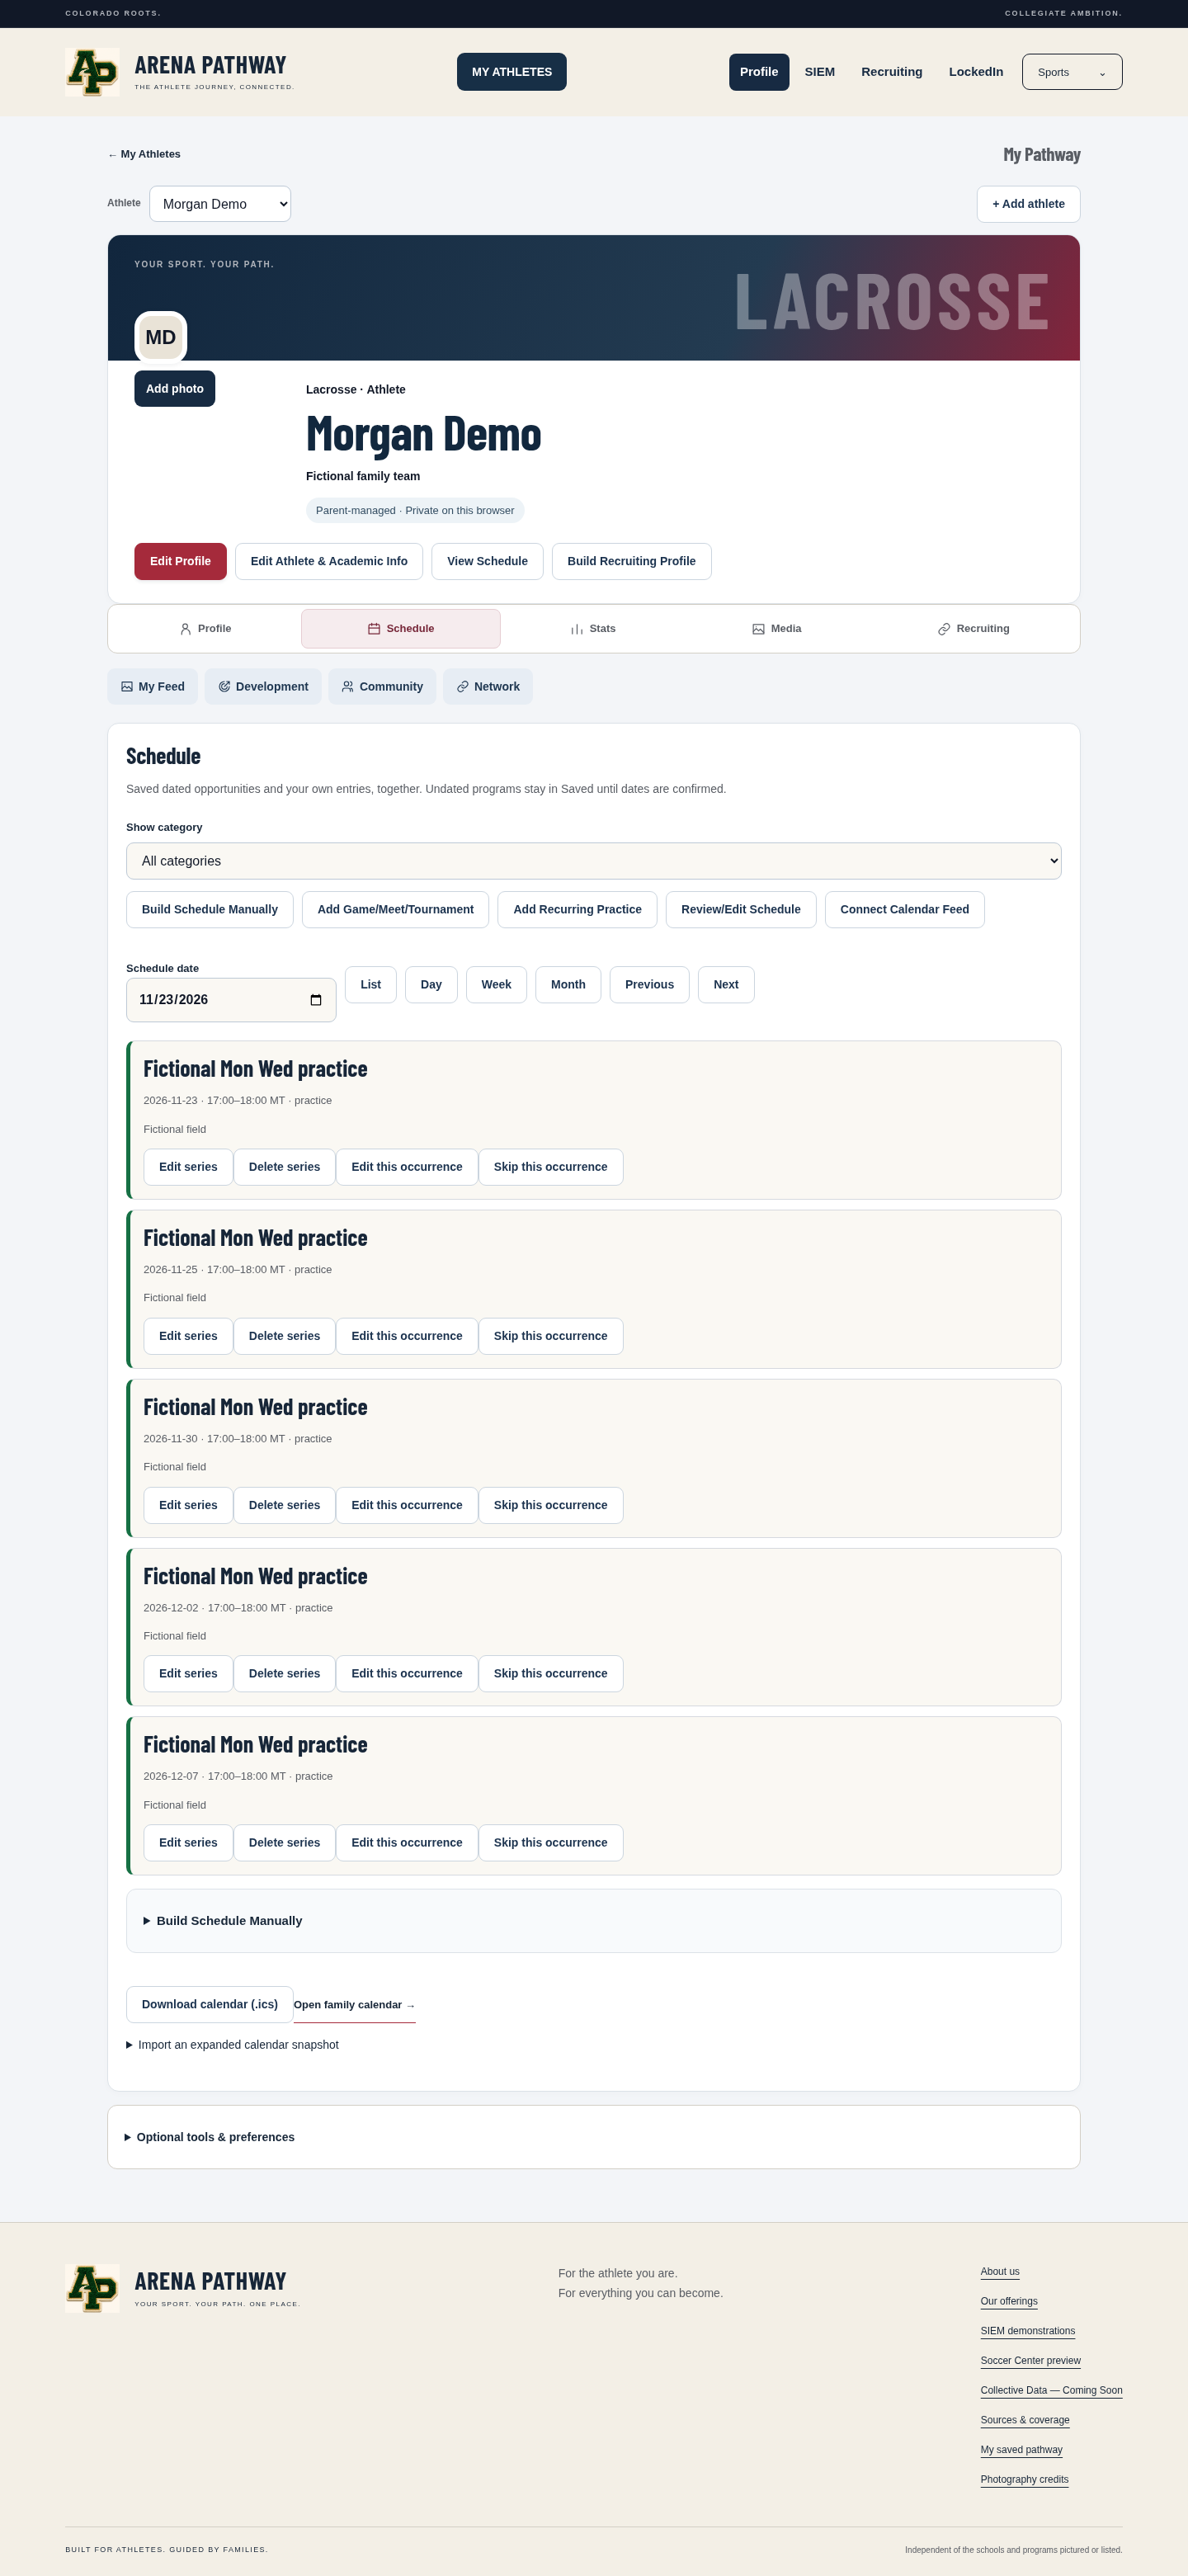 COLORADO ROOTS.
COLLEGIATE AMBITION.
AP
ARENA PATHWAY
THE ATHLETE JOURNEY, CONNECTED.
MY ATHLETES
Profile
SIEM
Recruiting
LockedIn
Sports
← My Athletes
My Pathway
Athlete
Morgan Demo
+ Add athlete
YOUR SPORT. YOUR PATH.
LACROSSE
MD
Add photo
Lacrosse · Athlete
Morgan Demo
Fictional family team
Parent-managed · Private on this browser
Edit Profile
Edit Athlete & Academic Info
View Schedule
Build Recruiting Profile
Profile
Schedule
Stats
Media
Recruiting
My Feed
Development
Community
Network
Schedule
Saved dated opportunities and your own entries, together. Undated programs stay in Saved until dates are confirmed.
Show category
All categories
Build Schedule Manually
Add Game/Meet/Tournament
Add Recurring Practice
Review/Edit Schedule
Connect Calendar Feed
Schedule date
11/23/2026
List
Day
Week
Month
Previous
Next
Fictional Mon Wed practice
2026-11-23 · 17:00–18:00 MT · practice
Fictional field
Edit series
Delete series
Edit this occurrence
Skip this occurrence
Fictional Mon Wed practice
2026-11-25 · 17:00–18:00 MT · practice
Fictional field
Edit series
Delete series
Edit this occurrence
Skip this occurrence
Fictional Mon Wed practice
2026-11-30 · 17:00–18:00 MT · practice
Fictional field
Edit series
Delete series
Edit this occurrence
Skip this occurrence
Fictional Mon Wed practice
2026-12-02 · 17:00–18:00 MT · practice
Fictional field
Edit series
Delete series
Edit this occurrence
Skip this occurrence
Fictional Mon Wed practice
2026-12-07 · 17:00–18:00 MT · practice
Fictional field
Edit series
Delete series
Edit this occurrence
Skip this occurrence
Build Schedule Manually
Download calendar (.ics)
Open family calendar →
Import an expanded calendar snapshot
Optional tools & preferences
AP
ARENA PATHWAY
YOUR SPORT. YOUR PATH. ONE PLACE.
For the athlete you are.
For everything you can become.
About us
Our offerings
SIEM demonstrations
Soccer Center preview
Collective Data — Coming Soon
Sources & coverage
My saved pathway
Photography credits
BUILT FOR ATHLETES. GUIDED BY FAMILIES.
Independent of the schools and programs pictured or listed.